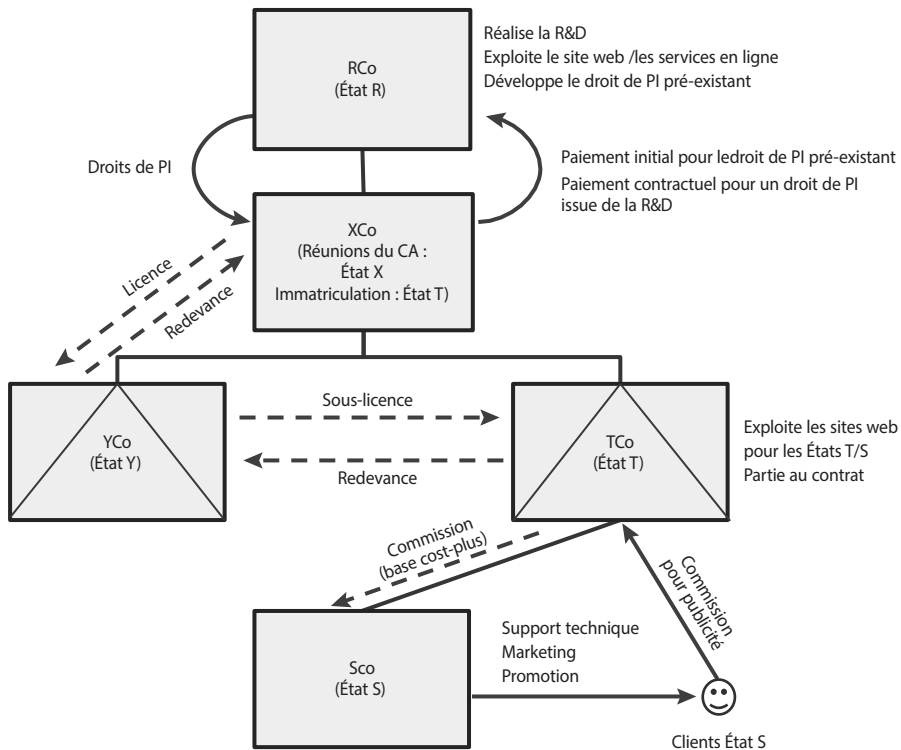 RCo
(État R)
Réalise la R&D
Exploite le site web /les services en ligne
Développe le droit de PI pré-existant
Droits de PI
Paiement initial pour ledroit de PI pré-existant
Paiement contractuel pour un droit de PI
issue de la R&D
XCo
(Réunions du CA :
État X
Immatriculation : État T)
Licence
Redevance
YCo
(État Y)
Sous-licence
Redevance
TCo
(État T)
Exploite les sites web
pour les États T/S
Partie au contrat
Commission
(base cost-plus)
Commission
pour publicité
Sco
(État S)
Support technique
Marketing
Promotion
Clients État S